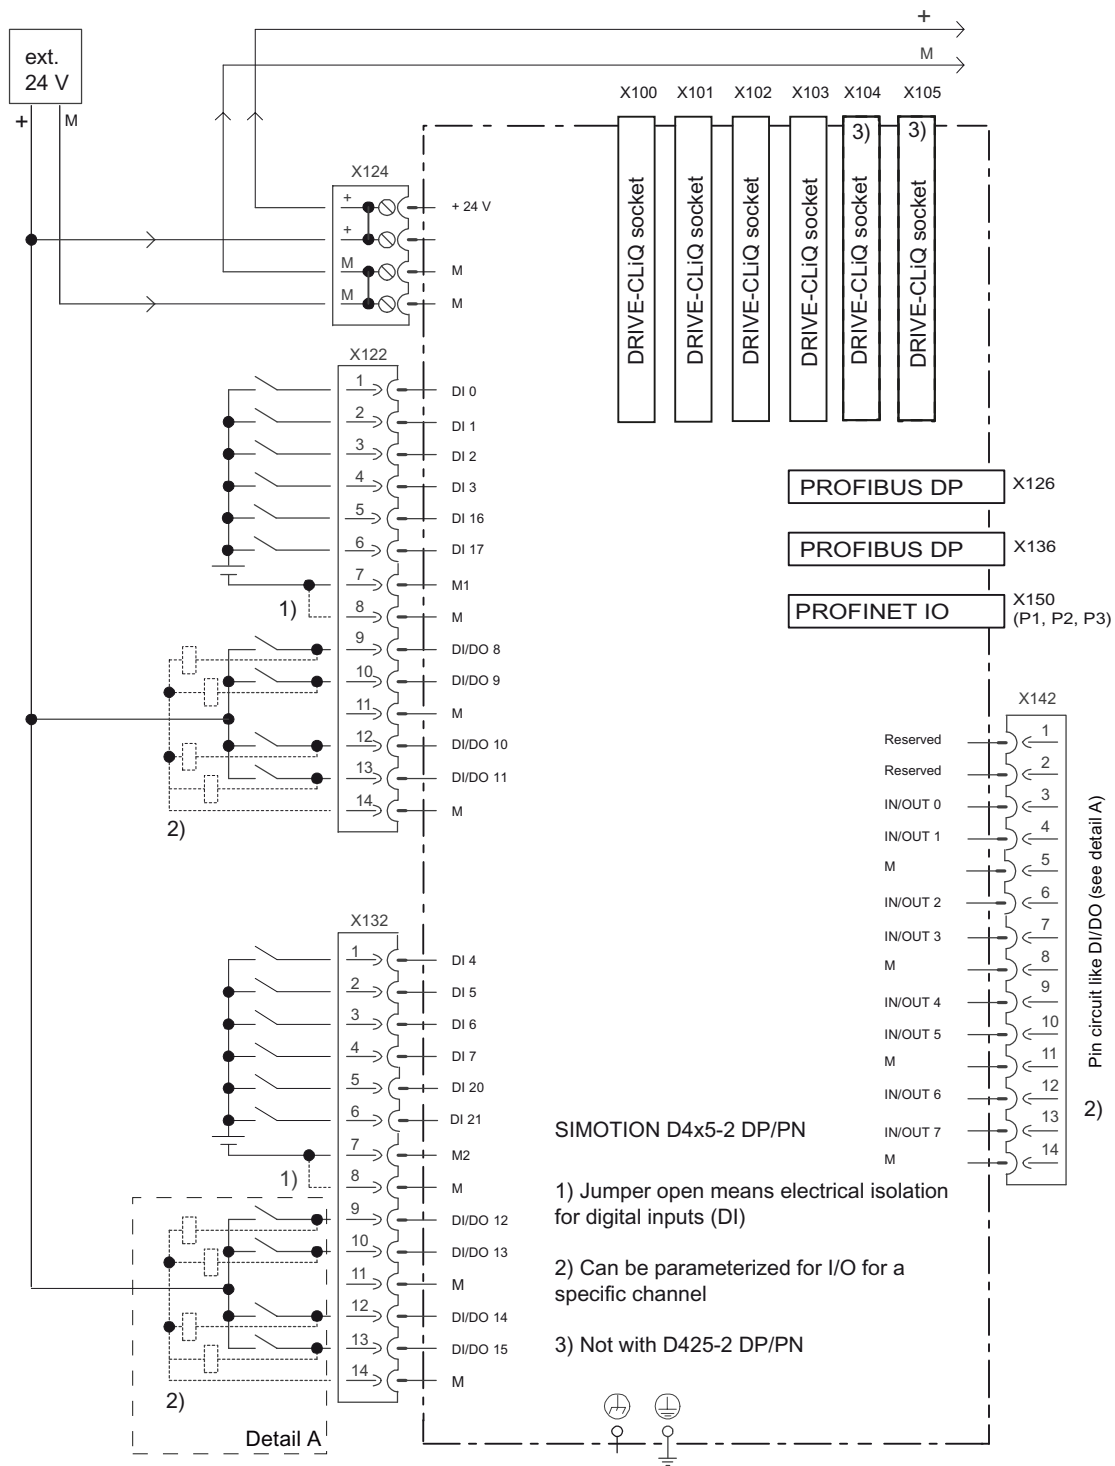 +
M
ext.
24 V
+ M
X100 X101 X102 X103 X104 X105
3) 3)
DRIVE-CLiQ socket
DRIVE-CLiQ socket
DRIVE-CLiQ socket
DRIVE-CLiQ socket
DRIVE-CLiQ socket
DRIVE-CLiQ socket
X124
+ + 24 V
+
M M
M M
X122
1 DI 0
2 DI 1
3 DI 2
4 DI 3
5 DI 16
6 DI 17
7 M1
1) 8 M
9 DI/DO 8
10 DI/DO 9
11 M
12 DI/DO 10
13 DI/DO 11
14 M
2)
PROFIBUS DP X126
PROFIBUS DP X136
PROFINET IO X150
(P1, P2, P3)
X142
Reserved 1
Reserved 2
IN/OUT 0 3
IN/OUT 1 4
M 5
IN/OUT 2 6
IN/OUT 3 7
M 8
IN/OUT 4 9
IN/OUT 5 10
M 11
IN/OUT 6 12
IN/OUT 7 13
M 14
Pin circuit like DI/DO (see detail A)
2)
X132
1 DI 4
2 DI 5
3 DI 6
4 DI 7
5 DI 20
6 DI 21
7 M2
1) 8 M
9 DI/DO 12
10 DI/DO 13
11 M
12 DI/DO 14
13 DI/DO 15
14 M
2)
Detail A
SIMOTION D4x5-2 DP/PN
1) Jumper open means electrical isolation
for digital inputs (DI)
2) Can be parameterized for I/O for a
specific channel
3) Not with D425-2 DP/PN